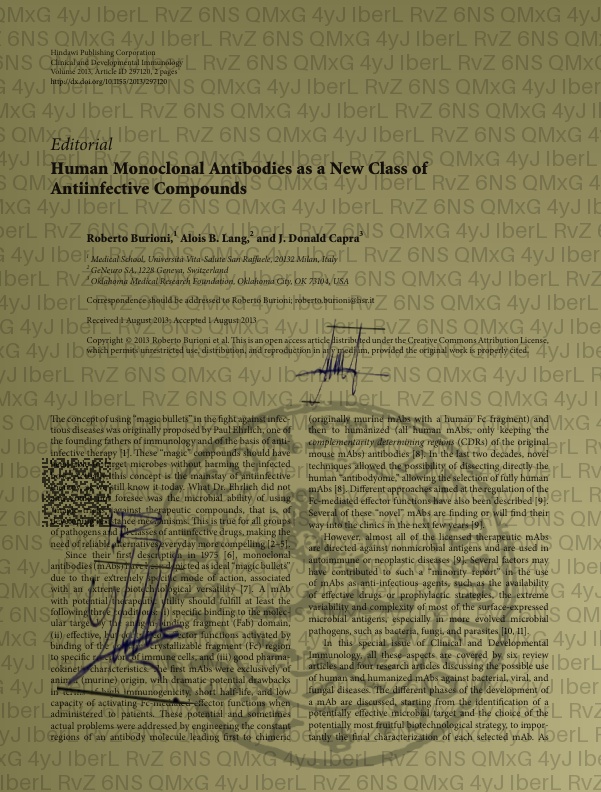 QMxG 4yJ IberL RvZ 6NS QMxG 4yJ IberL RvZ 6NS
Hindawi Publishing Corporation
Clinical and Developmental Immunology
Volume 2013, Article ID 297120, 2 pages
http://dx.doi.org/10.1155/2013/297120
Editorial
Human Monoclonal Antibodies as a New Class of
Antiinfective Compounds
Roberto Burioni,1 Alois B. Lang,2 and J. Donald Capra3
1 Medical School, Università Vita-Salute San Raffaele, 20132 Milan, Italy
2 GeNeuro SA, 1228 Geneva, Switzerland
3 Oklahoma Medical Research Foundation, Oklahoma City, OK 73104, USA
Correspondence should be addressed to Roberto Burioni; roberto.burioni@hsr.it
Received 1 August 2013; Accepted 1 August 2013
Copyright © 2013 Roberto Burioni et al. This is an open access article distributed under the Creative Commons Attribution License,
which permits unrestricted use, distribution, and reproduction in any medium, provided the original work is properly cited.
The concept of using “magic bullets” in the fight against infec-
tious diseases was originally proposed by Paul Ehrlich, one of
the founding fathers of immunology and of the basis of anti-
infective therapy [1]. These “magic” compounds should have
target microbes without harming the infected
this concept is the mainstay of antiinfective
still know it today. What Dr. Ehrlich did not
foresee was the microbial ability of using
against therapeutic compounds, that is, of
mechanisms. This is true for all groups
of pathogens and classes of antiinfective drugs, making the
need of reliable alternatives everyday more compelling [2–5].
Since their first description in 1975 [6], monoclonal
antibodies (mAbs) acted as ideal “magic bullets”
due to the extremely mode of action, associated
with an extreme biotechnological versatility [7]. A mAb
with potential therapeutic utility should fulfill at least the
following three conditions: (i) specific binding to the molec-
ular target binding fragment (Fab) domain,
(ii) effective, but functions activated by
binding of the crystallizable fragment (Fc) region
to specific of immune cells, and (iii) good pharma-
cokinetic characteristics. The first mAbs were exclusively of
animal (murine) origin, with dramatic potential drawbacks
in terms of high immunogenicity, short half-life, and low
capacity of activating Fc-mediated effector functions when
administered to patients. These potential and sometimes
actual problems were addressed by engineering the constant
regions of an antibody molecule leading first to chimeric
(originally murine mAbs with a human Fc fragment) and
then to humanized (all human mAbs, only keeping the
complementarity determining regions (CDRs) of the original
mouse mAbs) antibodies [8]. In the last two decades, novel
techniques allowed the possibility of dissecting directly the
human “antibodyome,” allowing the selection of fully human
mAbs [8]. Different approaches aimed at the regulation of the
Fc-mediated effector functions have also been described [9].
Several of these “novel” mAbs are finding or will find their
way into the clinics in the next few years [9].
However, almost all of the licensed therapeutic mAbs
are directed against nonmicrobial antigens and are used in
autoimmune or neoplastic diseases [9]. Several factors may
have contributed to such a “minority report” in the use
of mAbs as anti-infectious agents, such as the availability
of effective drugs or prophylactic strategies, the extreme
variability and complexity of most of the surface-expressed
microbial antigens, especially in more evolved microbial
pathogens, such as bacteria, fungi, and parasites [10, 11].
In this special issue of Clinical and Developmental
Immunology, all these aspects are covered by six review
articles and four research articles discussing the possible use
of human and humanized mAbs against bacterial, viral, and
fungal diseases. The different phases of the development of
a mAb are discussed, starting from the identification of a
potentially effective microbial target and the choice of the
potentially most fruitful biotechnological strategy, to impor-
tantly the final characterization of each selected mAb. As